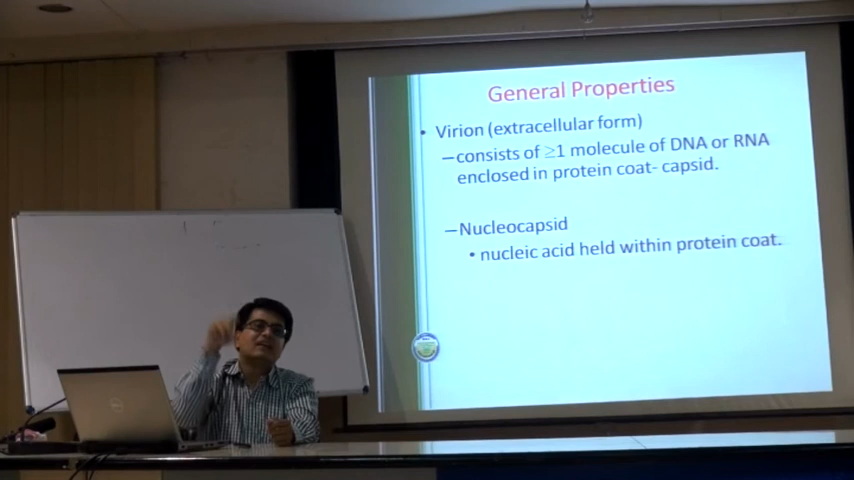 General Properties
• Virion (extracellular form)
–consists of ≥1 molecule of DNA or RNA
enclosed in protein coat- capsid.
–Nucleocapsid
• nucleic acid held within protein coat.
DELL